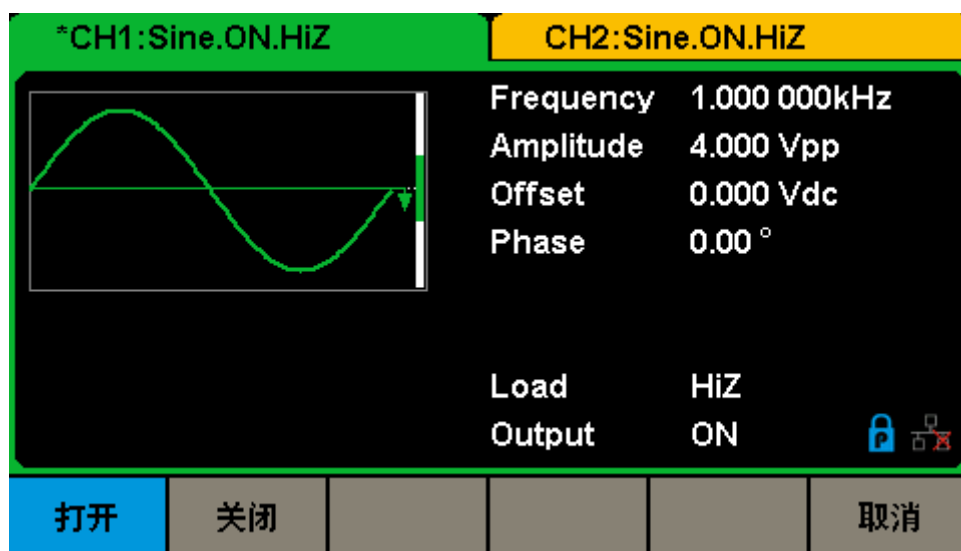 *CH1:Sine.ON.HiZ
CH2:Sine.ON.HiZ
Frequency 1.000 000kHz
Amplitude 4.000 Vpp
Offset 0.000 Vdc
Phase 0.00 °
Load HiZ
Output ON
P
打开 关闭 取消